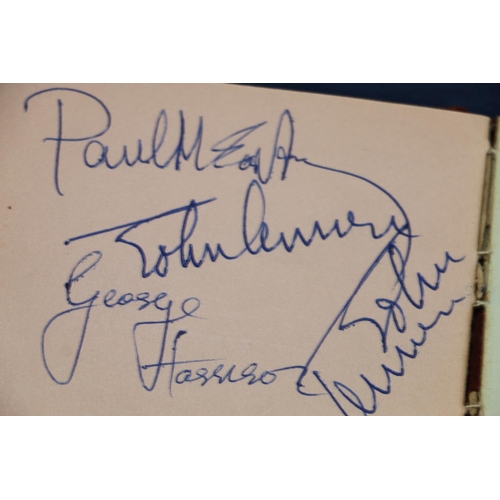 Paul McCartney
John Lennon
George
Harrison
John
Lennon